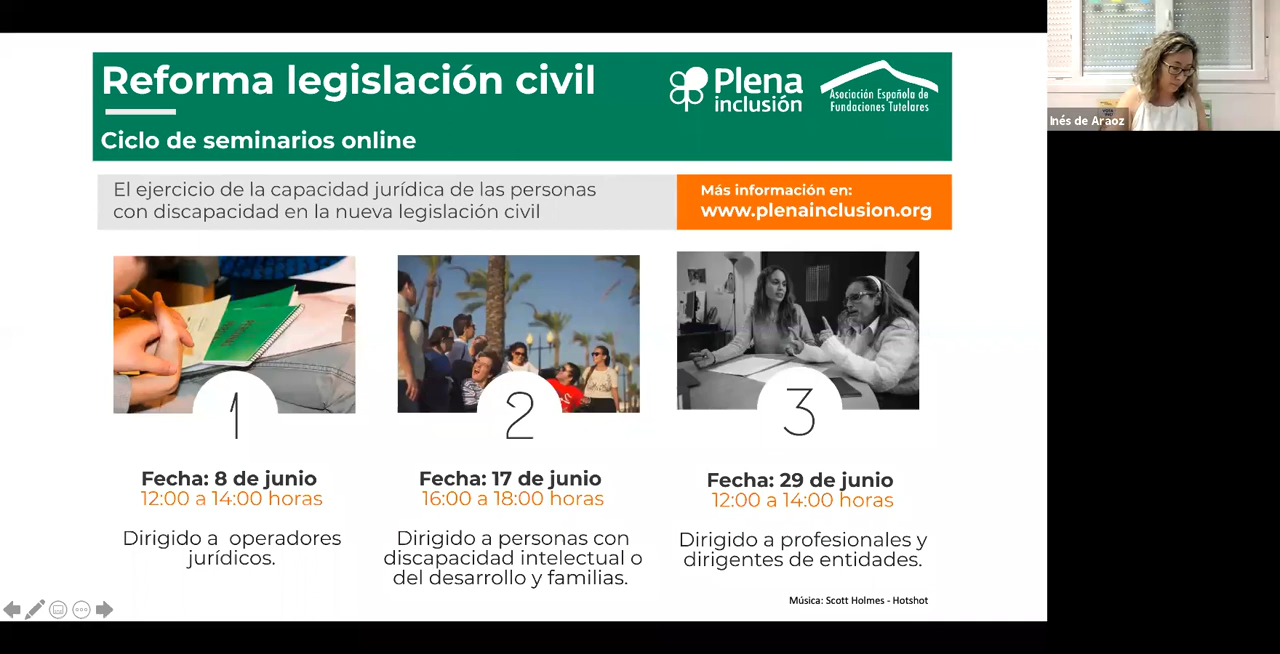 Reforma legislación civil
Ciclo de seminarios online
Plena
inclusión
Asociación Española de
Fundaciones Tutelares
El ejercicio de la capacidad jurídica de las personas
con discapacidad en la nueva legislación civil
Más información en:
www.plenainclusion.org
Inés de Araoz
1
2
3
Fecha: 8 de junio
12:00 a 14:00 horas
Dirigido a operadores
jurídicos.
Fecha: 17 de junio
16:00 a 18:00 horas
Dirigido a personas con
discapacidad intelectual o
del desarrollo y familias.
Fecha: 29 de junio
12:00 a 14:00 horas
Dirigido a profesionales y
dirigentes de entidades.
Música: Scott Holmes - Hotshot